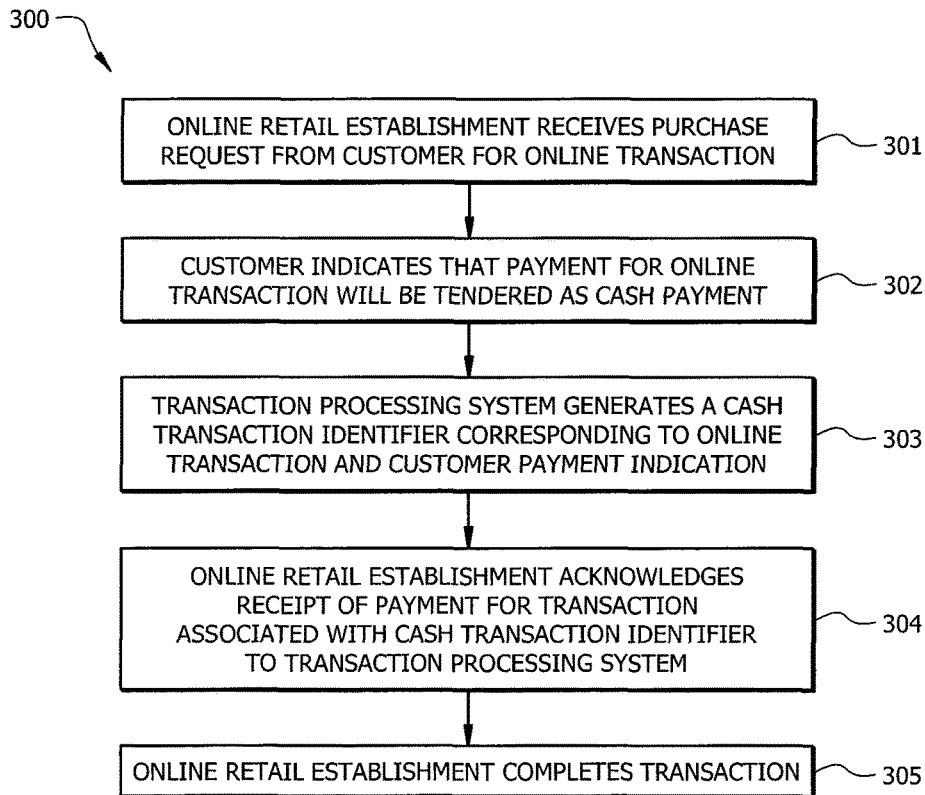 300
ONLINE RETAIL ESTABLISHMENT RECEIVES PURCHASE
REQUEST FROM CUSTOMER FOR ONLINE TRANSACTION
301
CUSTOMER INDICATES THAT PAYMENT FOR ONLINE
TRANSACTION WILL BE TENDERED AS CASH PAYMENT
302
TRANSACTION PROCESSING SYSTEM GENERATES A CASH
TRANSACTION IDENTIFIER CORRESPONDING TO ONLINE
TRANSACTION AND CUSTOMER PAYMENT INDICATION
303
ONLINE RETAIL ESTABLISHMENT ACKNOWLEDGES
RECEIPT OF PAYMENT FOR TRANSACTION
ASSOCIATED WITH CASH TRANSACTION IDENTIFIER
TO TRANSACTION PROCESSING SYSTEM
304
ONLINE RETAIL ESTABLISHMENT COMPLETES TRANSACTION
305